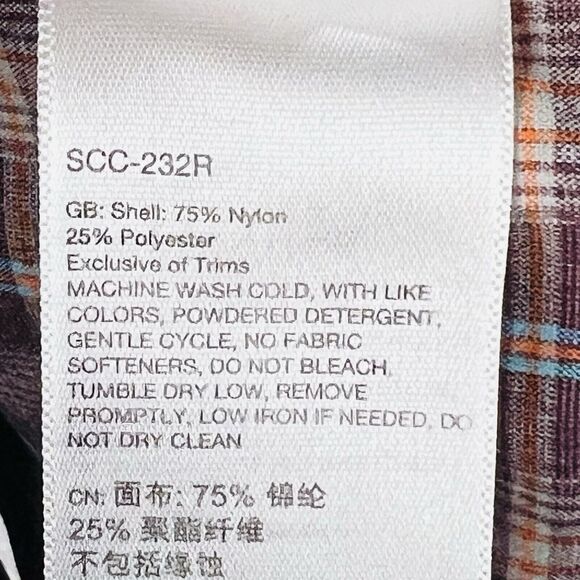 SCC-232R
GB: Shell: 75% Nylon
25% Polyester
Exclusive of Trims
MACHINE WASH COLD, WITH LIKE
COLORS, POWDERED DETERGENT,
GENTLE CYCLE, NO FABRIC
SOFTENERS, DO NOT BLEACH,
TUMBLE DRY LOW, REMOVE
PROMPTLY, LOW IRON IF NEEDED, DO
NOT DRY CLEAN
CN: 面布: 75% 锦纶
25% 聚酯纤维
不包括缘蚀